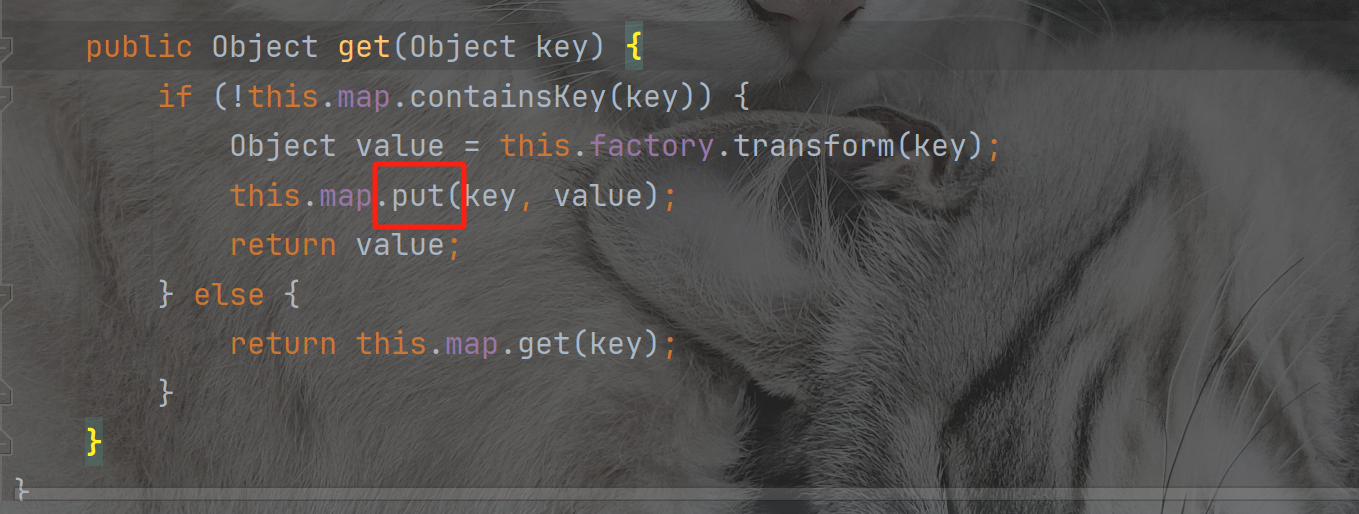 public Object get(Object key) {
if (!this.map.containsKey(key)) {
Object value = this.factory.transform(key);
this.map.put(key, value);
return value;
} else {
return this.map.get(key);
}
}
}